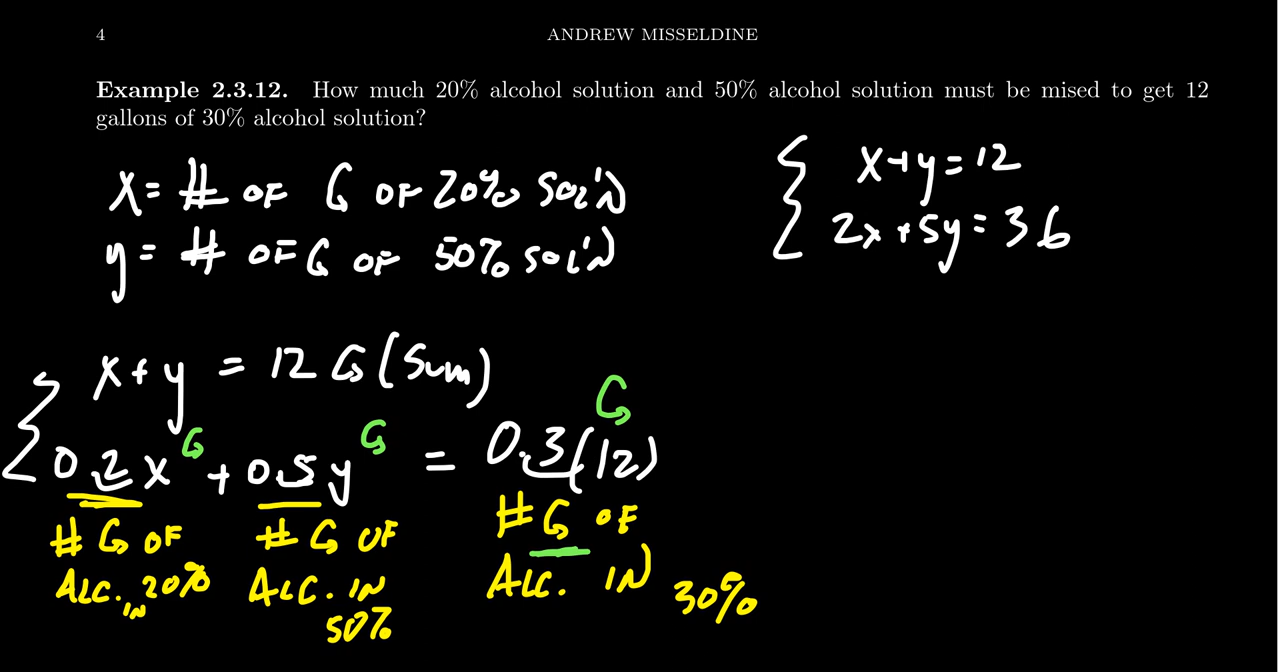 4 ANDREW MISSELDINE
Example 2.3.12. How much 20% alcohol solution and 50% alcohol solution must be mised to get 12
gallons of 30% alcohol solution?
x = # OF G OF 20% SOL'N
y = # OF G OF 50% SOL'N
{ x + y = 12
2x + 5y = 36
{ x + y = 12 G (Sum)
0.2x G + 0.5y G = 0.3(12) G
# G OF
ALC. IN 20%
# G OF
ALC. IN
50%
# G OF
ALC. IN 30%